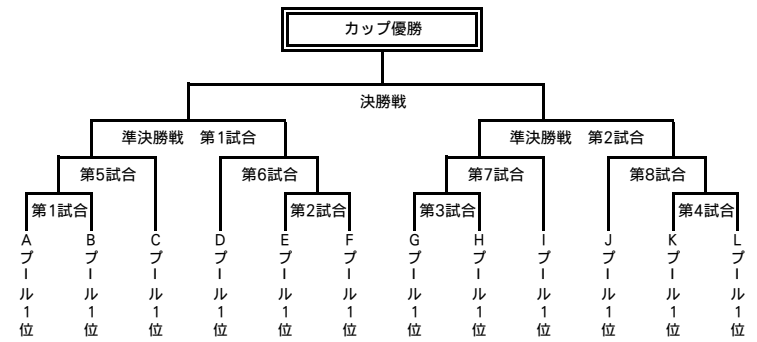 カップ優勝
決勝戦
準決勝戦　第1試合
準決勝戦　第2試合
第5試合
第6試合
第7試合
第8試合
第1試合
第2試合
第3試合
第4試合
Aプール1位
Bプール1位
Cプール1位
Dプール1位
Eプール1位
Fプール1位
Gプール1位
Hプール1位
Iプール1位
Jプール1位
Kプール1位
Lプール1位